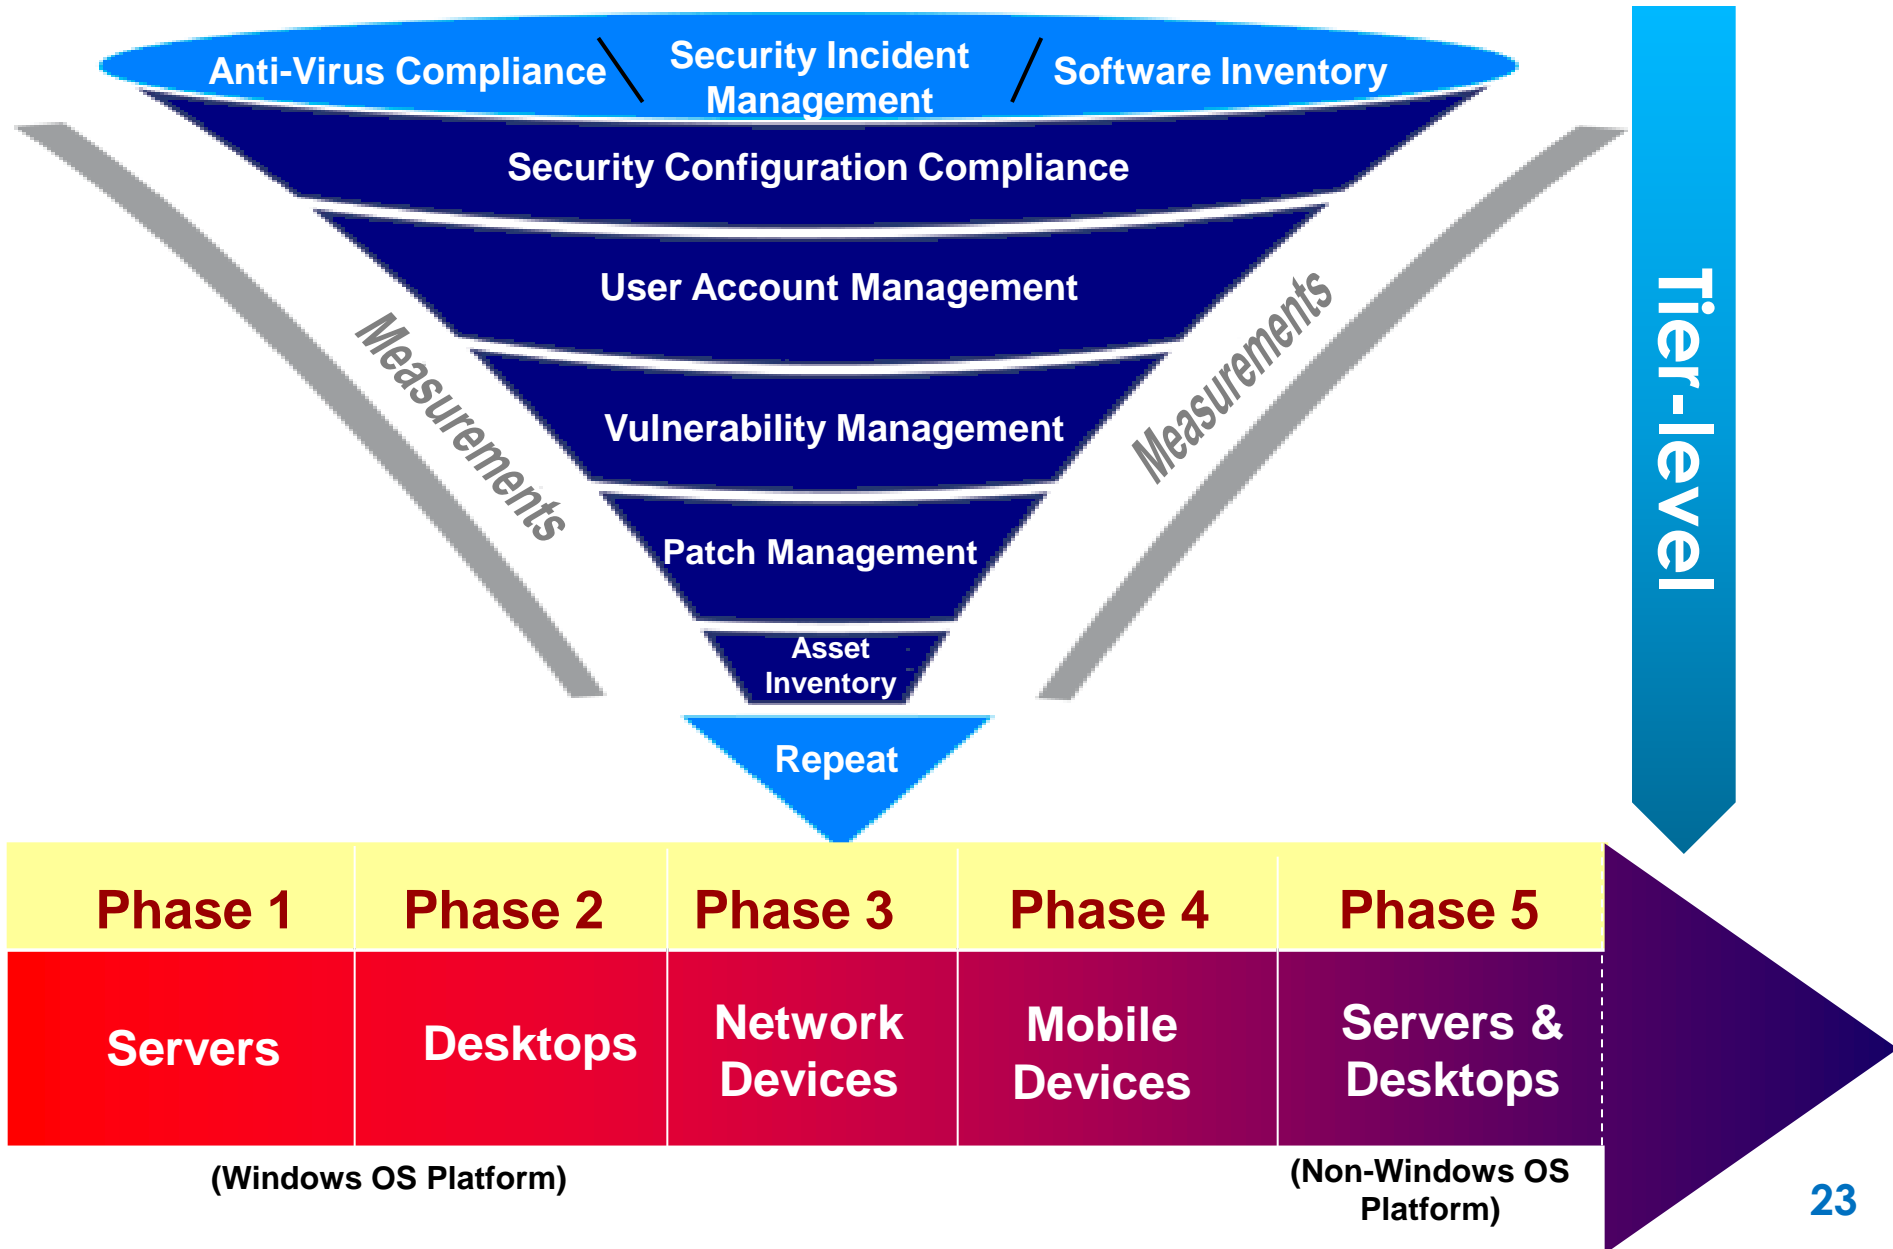 Anti-Virus Compliance
Security Incident
Management
Software Inventory
Security Configuration Compliance
User Account Management
Vulnerability Management
Patch Management
Asset
Inventory
Repeat
Measurements
Measurements
Tier-level
Phase 1
Phase 2
Phase 3
Phase 4
Phase 5
Servers
Desktops
Network
Devices
Mobile
Devices
Servers &
Desktops
(Windows OS Platform)
(Non-Windows OS
Platform)
23